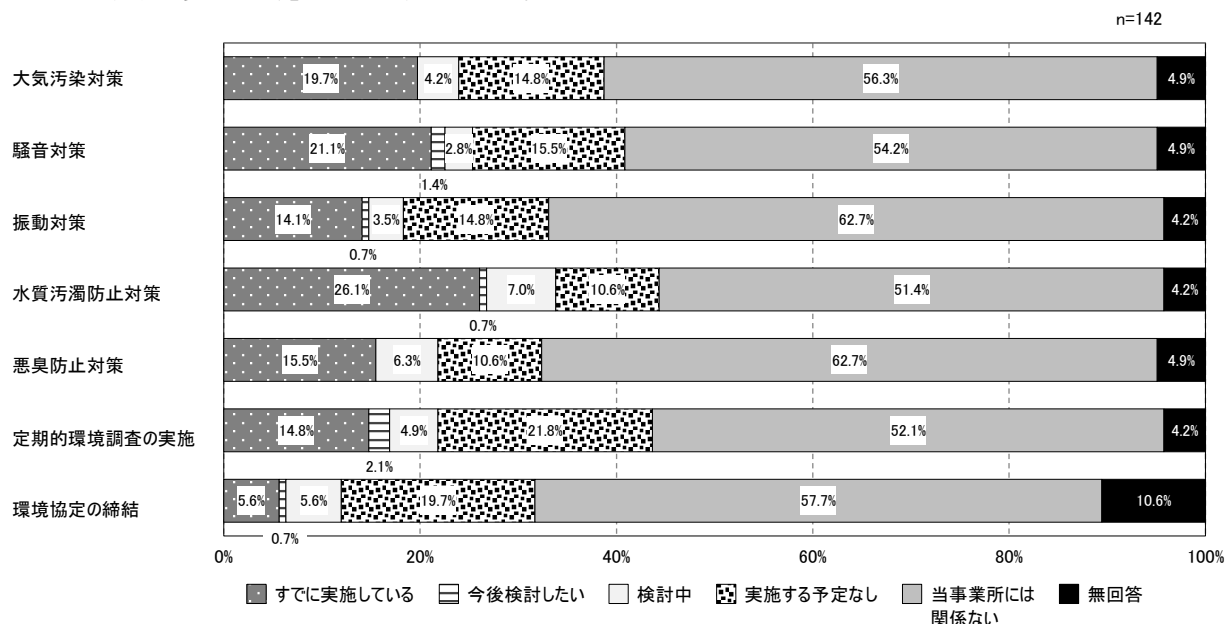 n=142
大気汚染対策
19.7% 4.2% 14.8% 56.3% 4.9%
騒音対策
21.1% 2.8% 15.5% 54.2% 4.9%
1.4%
振動対策
14.1% 3.5% 14.8% 62.7% 4.2%
0.7%
水質汚濁防止対策
26.1% 7.0% 10.6% 51.4% 4.2%
0.7%
悪臭防止対策
15.5% 6.3% 10.6% 62.7% 4.9%
定期的環境調査の実施
14.8% 4.9% 21.8% 52.1% 4.2%
2.1%
環境協定の締結
5.6% 5.6% 19.7% 57.7% 10.6%
0.7%
0% 20% 40% 60% 80% 100%
すでに実施している 今後検討したい 検討中 実施する予定なし 当事業所には 無回答
関係ない